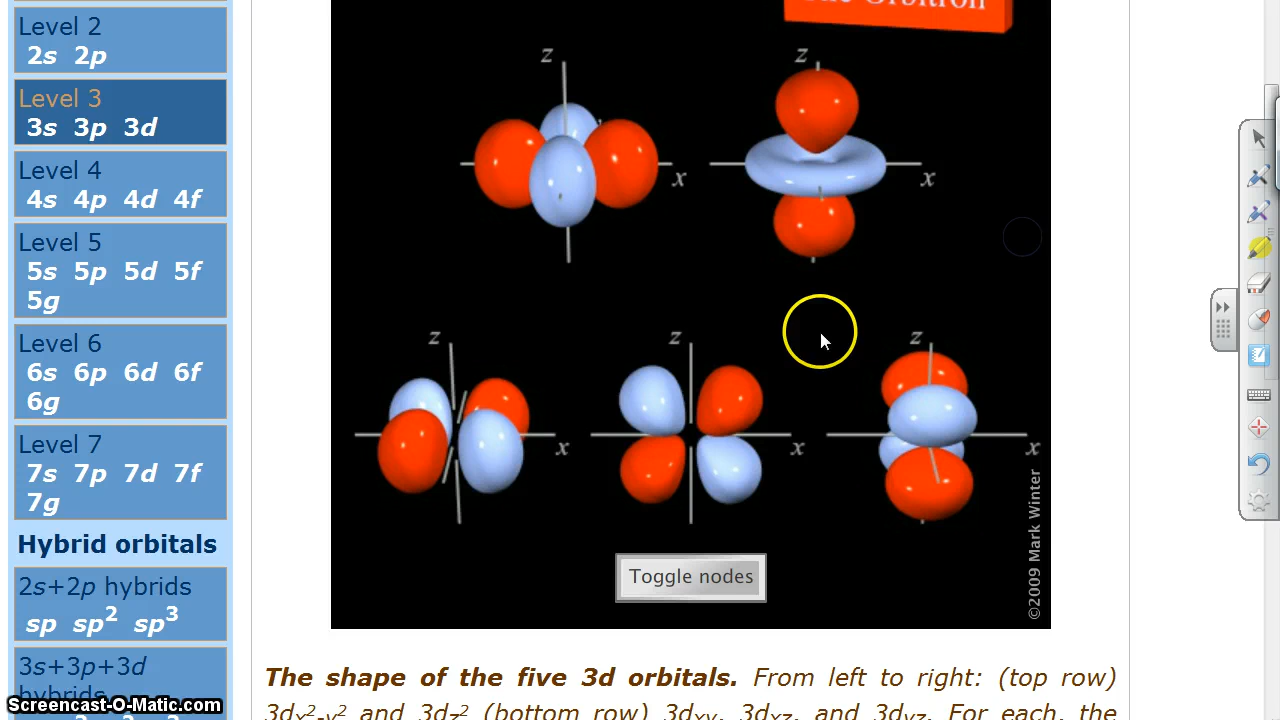 The Orbitron
Level 2
2s 2p
Level 3
3s 3p 3d
Level 4
4s 4p 4d 4f
Level 5
5s 5p 5d 5f
5g
Level 6
6s 6p 6d 6f
6g
Level 7
7s 7p 7d 7f
7g
Hybrid orbitals
2s+2p hybrids
sp sp² sp³
3s+3p+3d
hybrids
z
x
z
x
z
x
z
x
z
x
©2009 Mark Winter
Toggle nodes
The shape of the five 3d orbitals. From left to right: (top row)
3dx²-y² and 3dz² (bottom row) 3dxy, 3dxz, and 3dyz. For each, the
Screencast-O-Matic.com